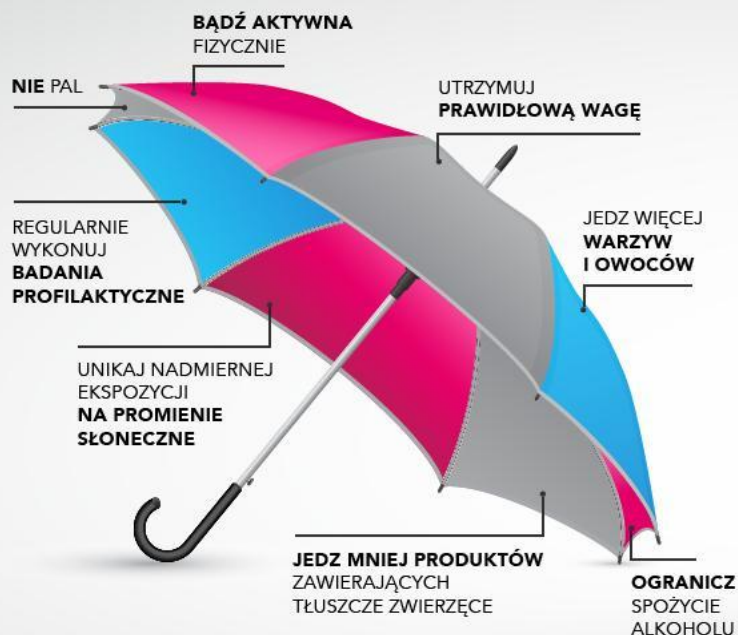 BĄDŹ AKTYWNA
FIZYCZNIE
NIE PAL
UTRZYMUJ
PRAWIDŁOWĄ WAGĘ
JEDZ WIĘCEJ
WARZYW
I OWOCÓW
REGULARNIE
WYKONUJ
BADANIA
PROFILAKTYCZNE
UNIKAJ NADMIERNEJ
EKSPOZYCJI
NA PROMIENIE
SŁONECZNE
JEDZ MNIEJ PRODUKTÓW
ZAWIERAJĄCYCH
TŁUSZCZE ZWIERZĘCE
OGRANICZ
SPOŻYCIE
ALKOHOLU